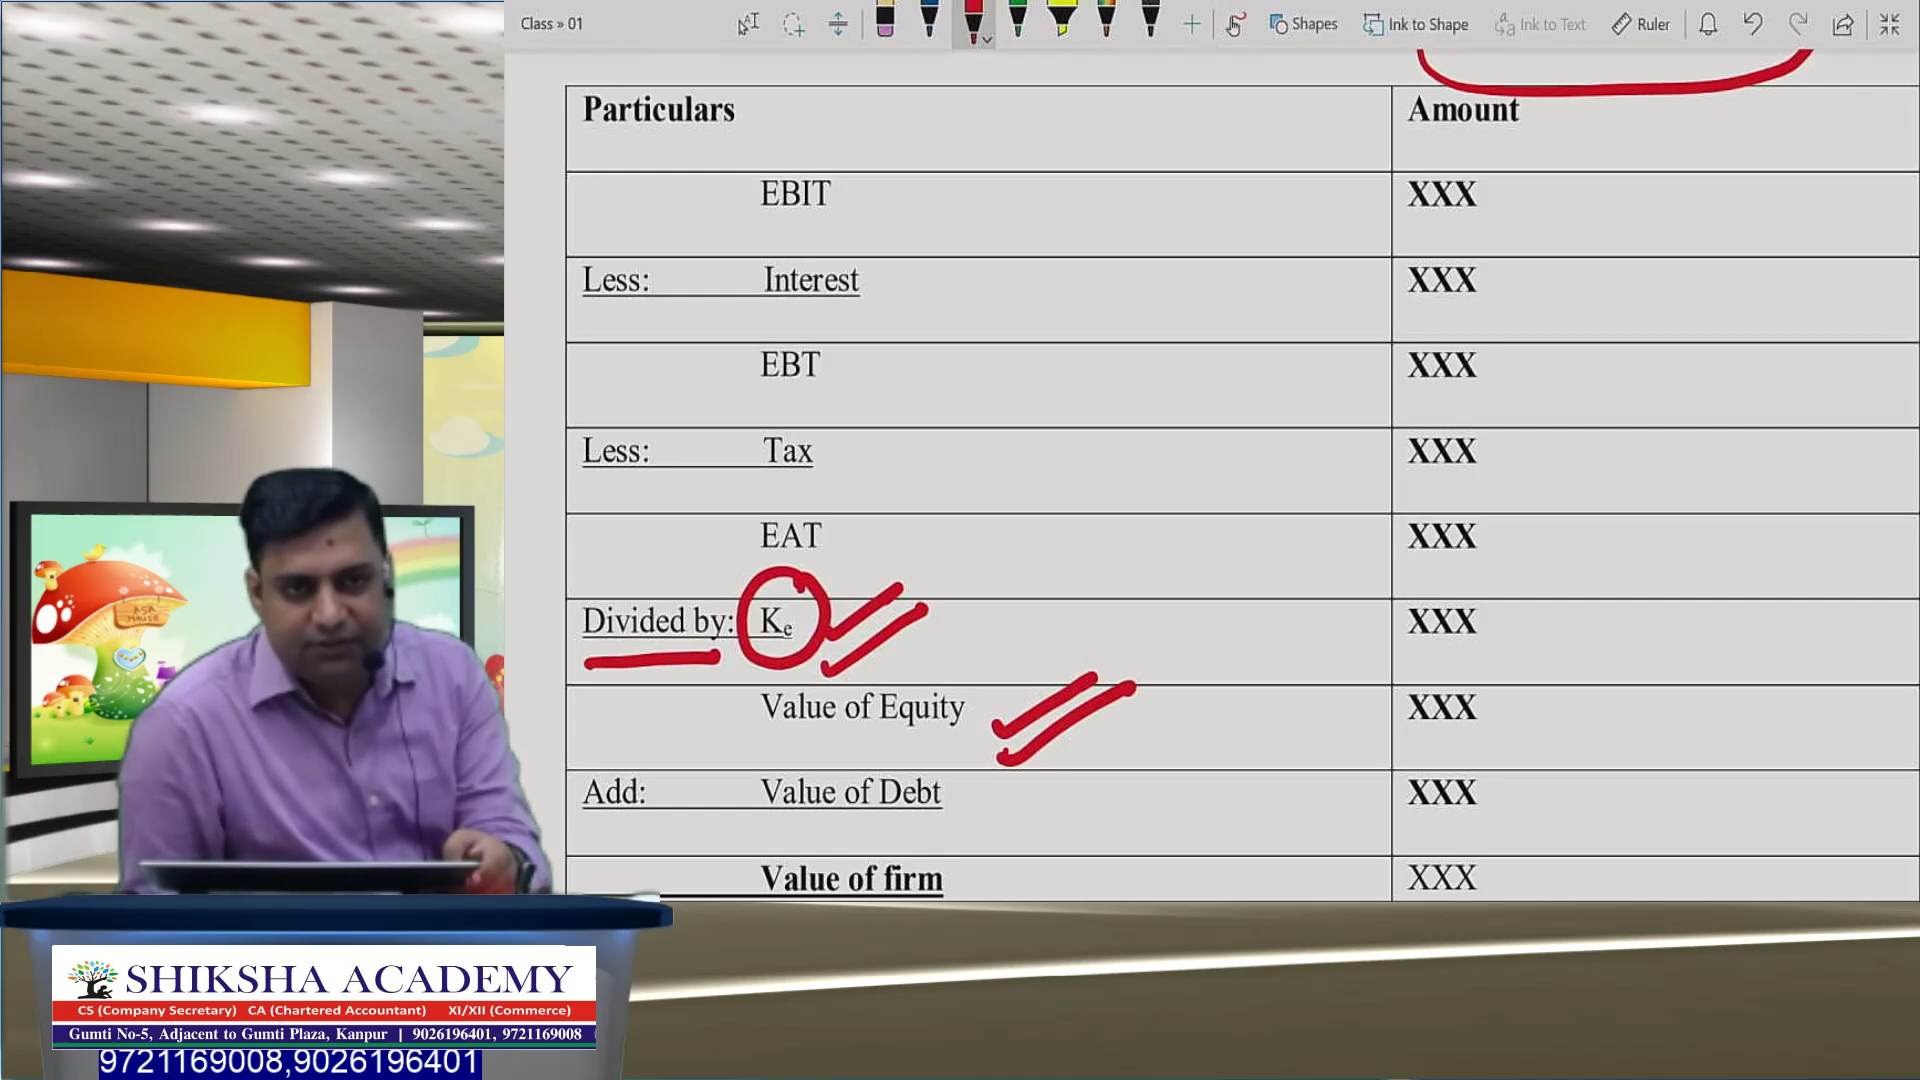 Class » 01
Shapes
Ink to Shape
Ink to Text
Ruler
Particulars Amount
EBIT XXX
Less: Interest XXX
EBT XXX
Less: Tax XXX
EAT XXX
Divided by: Ke XXX
Value of Equity XXX
Add: Value of Debt XXX
Value of firm XXX
ASA
HAUSE
SHIKSHA ACADEMY
CS (Company Secretary) CA (Chartered Accountant) XI/XII (Commerce)
Gumti No-5, Adjacent to Gumti Plaza, Kanpur | 9026196401, 9721169008
9721169008,9026196401